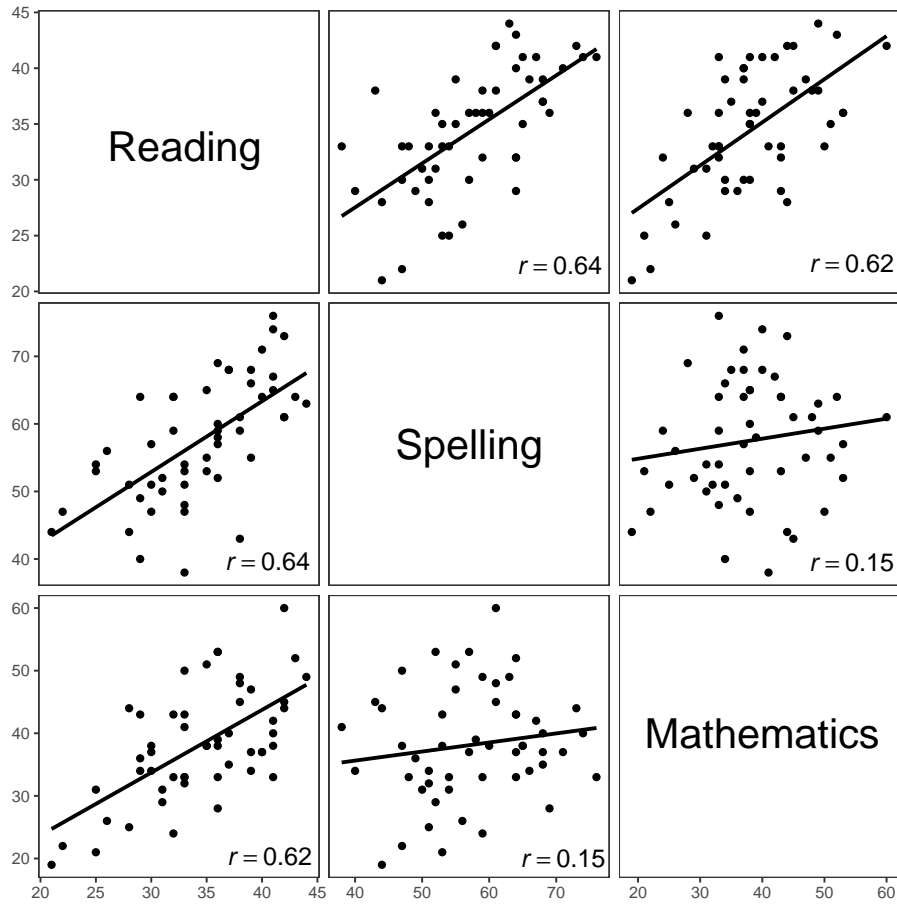 45
40
35
30
25
20
Reading
r = 0.64
r = 0.62
70
60
50
40
r = 0.64
Spelling
r = 0.15
60
50
40
30
20
r = 0.62
r = 0.15
Mathematics
20 25 30 35 40 45
40 50 60 70
20 30 40 50 60